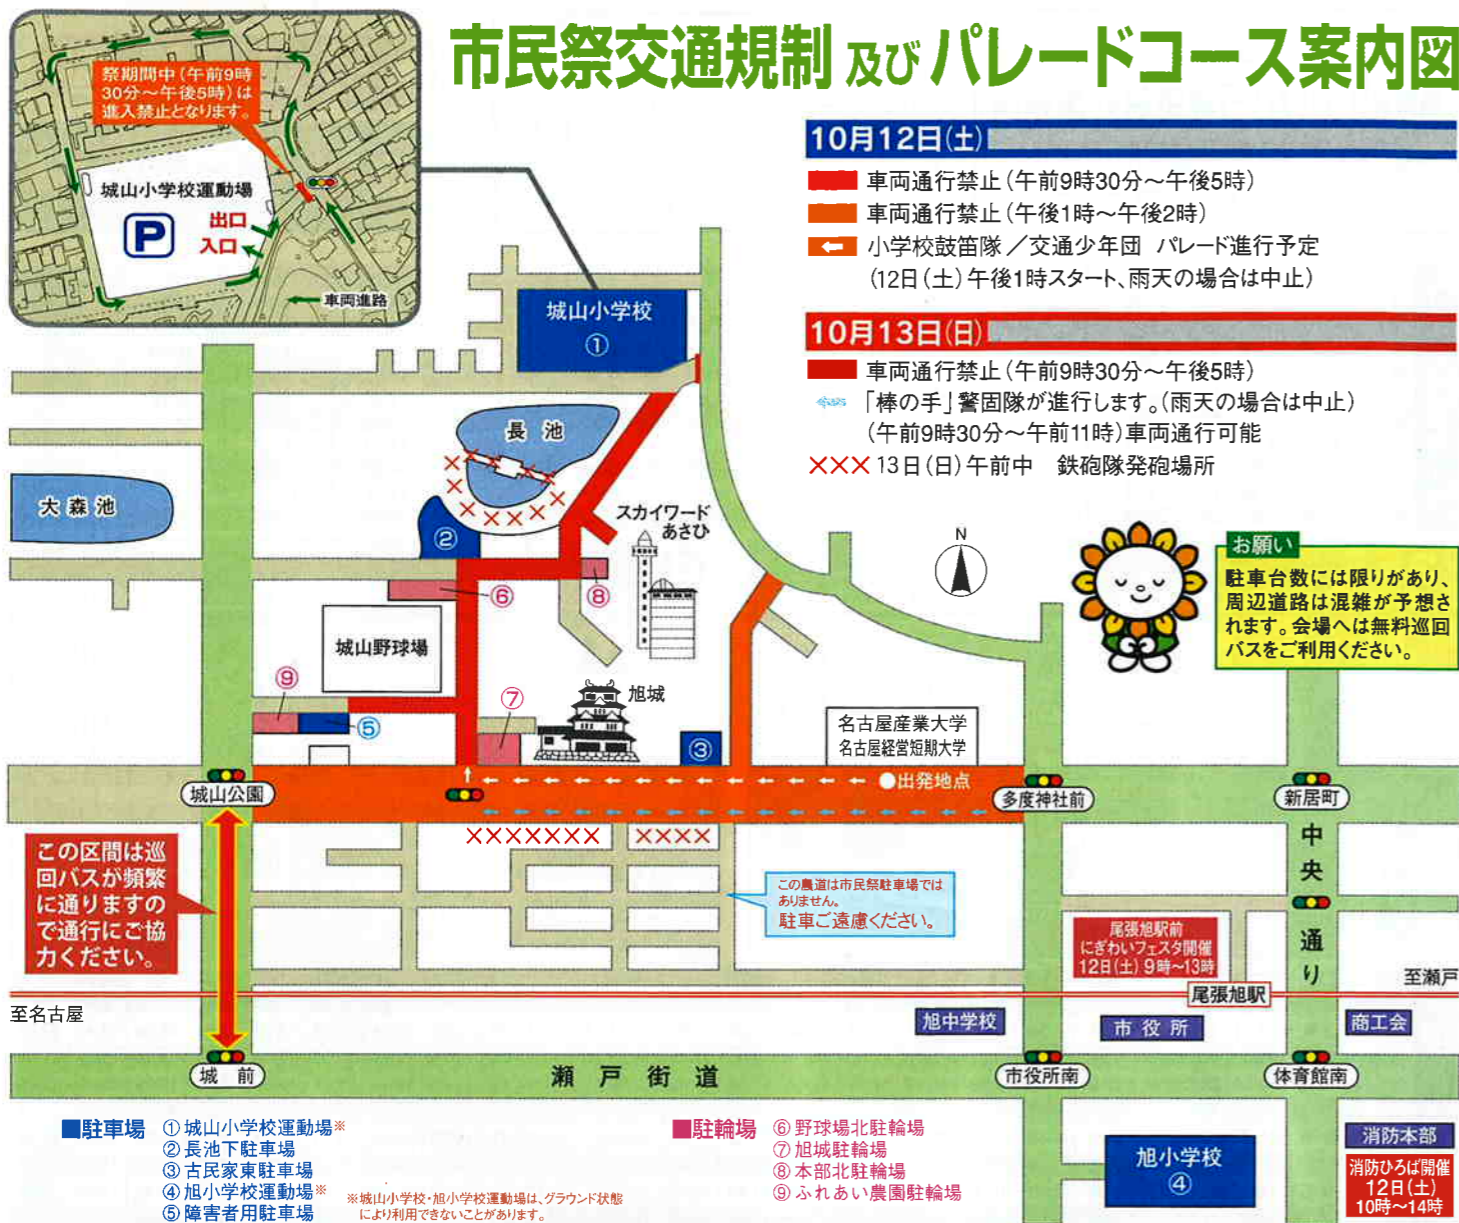 市民祭交通規制 及び パレードコース案内図
祭期間中(午前9時
30分〜午後5時)は
進入禁止となります。
城山小学校運動場
P
出口
入口
車両進路
10月12日(土)
車両通行禁止(午前9時30分〜午後5時)
車両通行禁止(午後1時〜午後2時)
小学校鼓笛隊/交通少年団 パレード進行予定
(12日(土)午後1時スタート、雨天の場合は中止)
10月13日(日)
車両通行禁止(午前9時30分〜午後5時)
「棒の手」警固隊が進行します。(雨天の場合は中止)
(午前9時30分〜午前11時)車両通行可能
××× 13日(日)午前中 鉄砲隊発砲場所
城山小学校
①
長池
大森池
②
スカイワード
あさひ
N
お願い
駐車台数には限りがあり、
周辺道路は混雑が予想さ
れます。会場へは無料巡回
バスをご利用ください。
⑥
⑧
城山野球場
⑨
⑤
⑦
旭城
③
名古屋産業大学
名古屋経営短期大学
●出発地点
城山公園
多度神社前
新居町
この区間は巡
回バスが頻繁
に通りますの
で通行にご協
力ください。
この農道は市民祭駐車場では
ありません。
駐車ご遠慮ください。
中央通り
尾張旭駅前
にぎわいフェスタ開催
12日(土) 9時〜13時
至瀬戸
尾張旭駅
至名古屋
旭中学校
市役所
商工会
城前
瀬戸街道
市役所南
体育館南
■駐車場
①城山小学校運動場※
②長池下駐車場
③古民家東駐車場
④旭小学校運動場※
⑤障害者用駐車場
※城山小学校・旭小学校運動場は、グラウンド状態
により利用できないことがあります。
■駐輪場
⑥野球場北駐輪場
⑦旭城駐輪場
⑧本部北駐輪場
⑨ふれあい農園駐輪場
旭小学校
④
消防本部
消防ひろば開催
12日(土)
10時〜14時